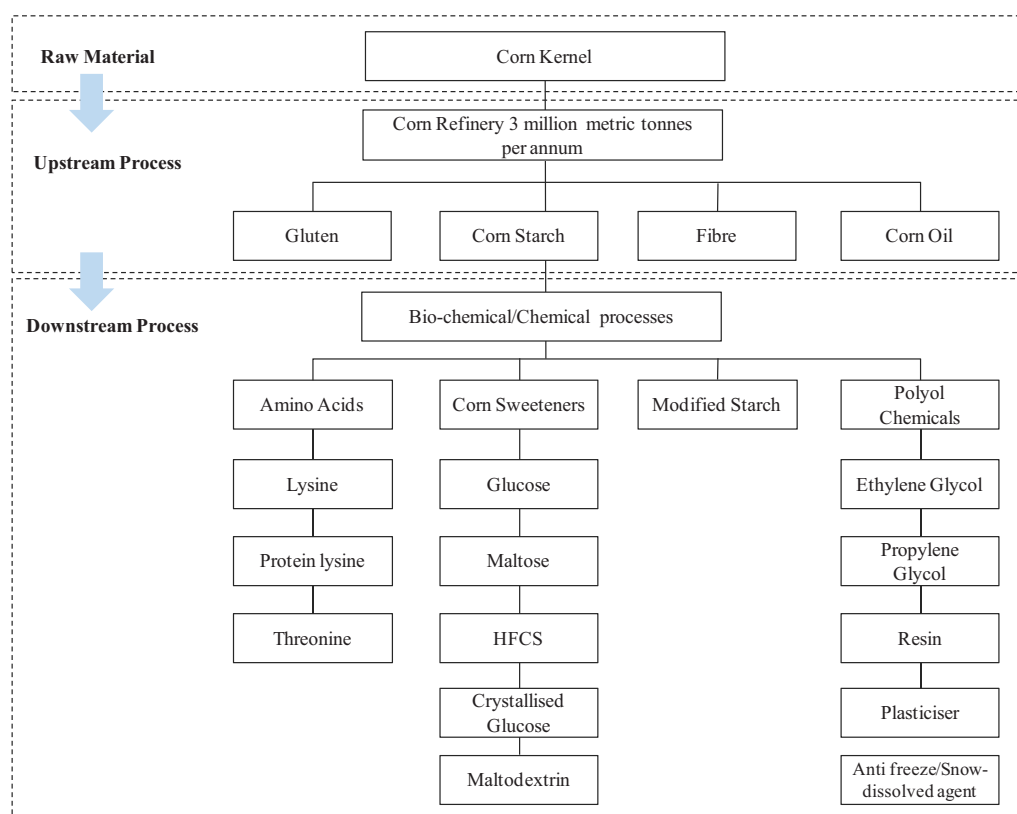 Raw Material
Corn Kernel
Corn Refinery 3 million metric tonnes
per annum
Upstream Process
Gluten
Corn Starch
Fibre
Corn Oil
Downstream Process
Bio-chemical/Chemical processes
Amino Acids
Corn Sweeteners
Modified Starch
Polyol
Chemicals
Lysine
Glucose
Ethylene Glycol
Protein lysine
Maltose
Propylene
Glycol
Threonine
HFCS
Resin
Crystallised
Glucose
Plasticiser
Maltodextrin
Anti freeze/Snow-
dissolved agent